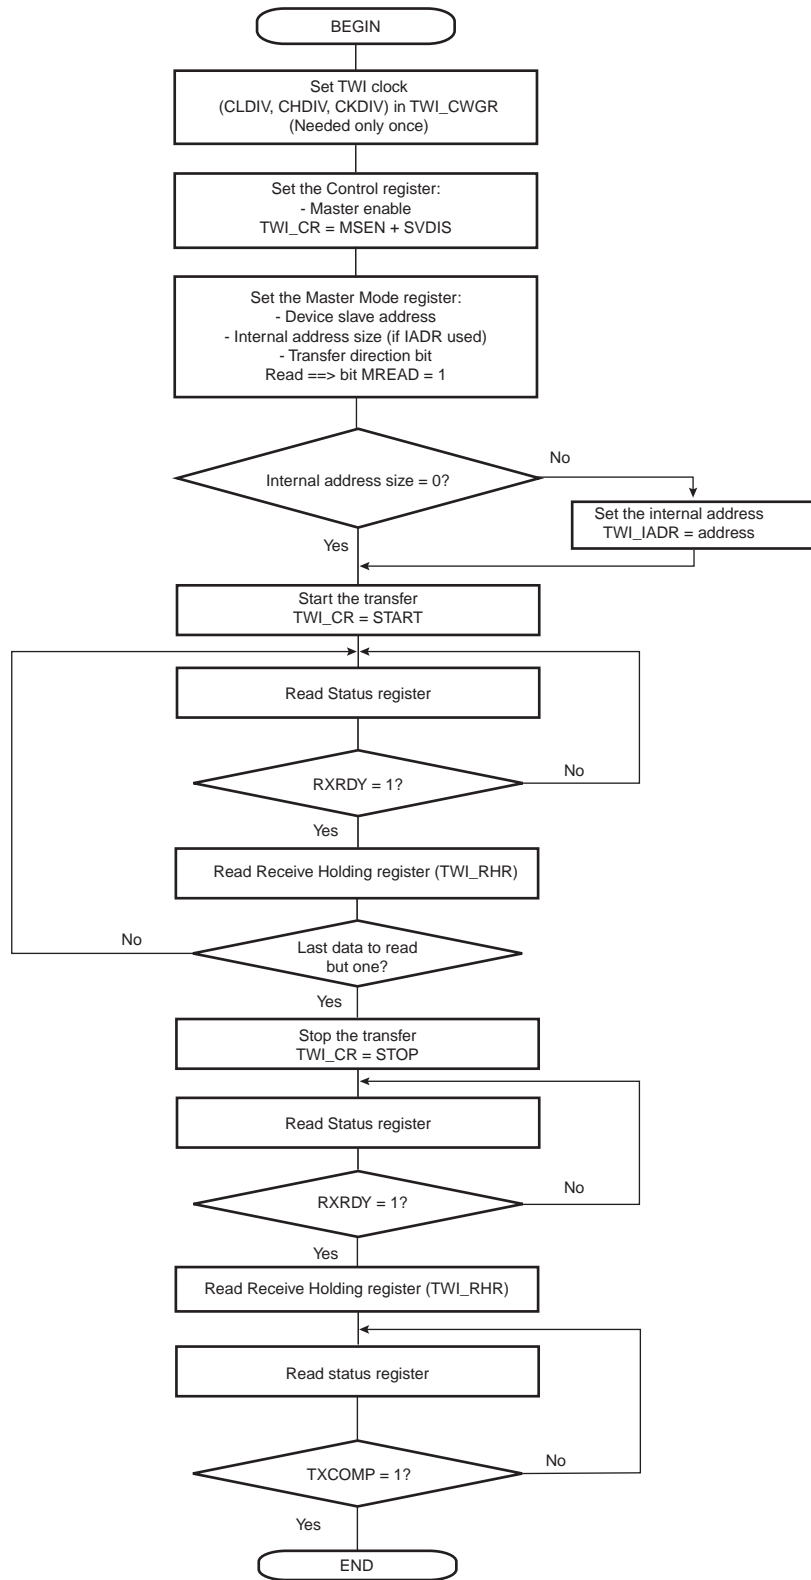 BEGIN
Set TWI clock
(CLDIV, CHDIV, CKDIV) in TWI_CWGR
(Needed only once)
Set the Control register:
- Master enable
TWI_CR = MSEN + SVDIS
Set the Master Mode register:
- Device slave address
- Internal address size (if IADR used)
- Transfer direction bit
Read ==> bit MREAD = 1
Internal address size = 0?
No
Set the internal address
TWI_IADR = address
Yes
Start the transfer
TWI_CR = START
Read Status register
RXRDY = 1?
No
Yes
Read Receive Holding register (TWI_RHR)
No
Last data to read
but one?
Yes
Stop the transfer
TWI_CR = STOP
Read Status register
RXRDY = 1?
No
Yes
Read Receive Holding register (TWI_RHR)
Read status register
TXCOMP = 1?
No
Yes
END